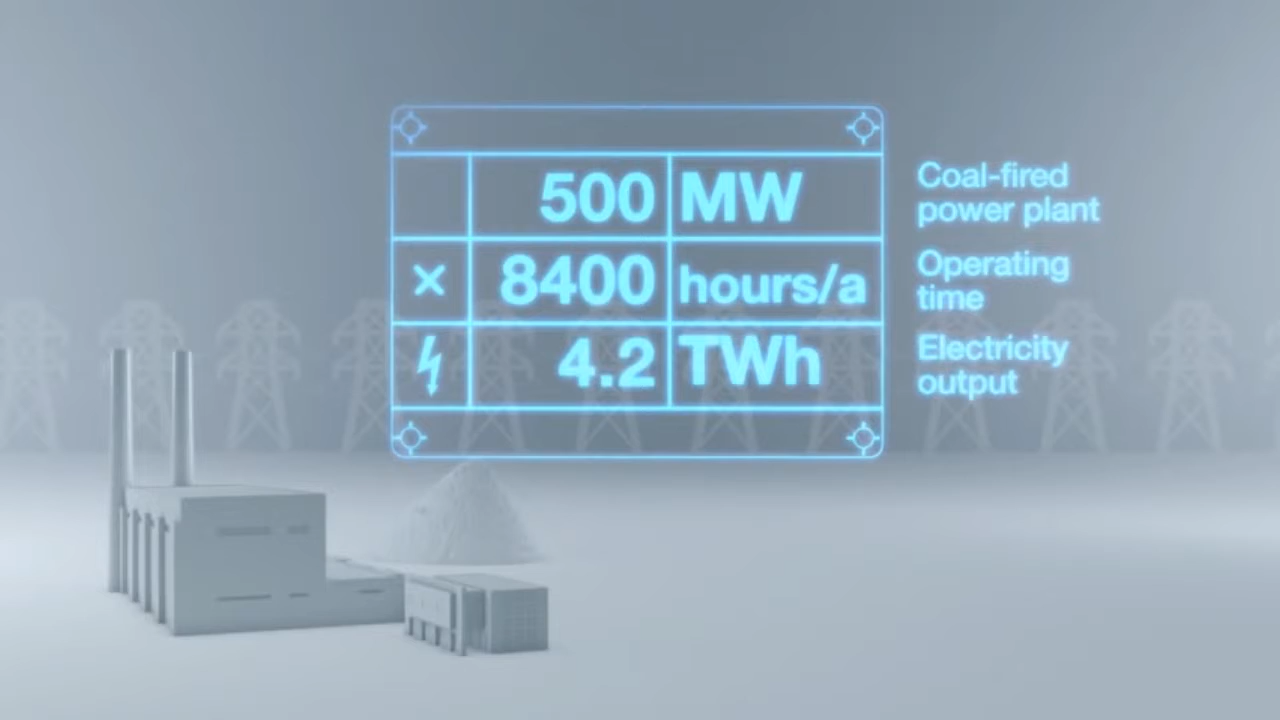 500 MW
Coal-fired
power plant
× 8400 hours/a
Operating
time
4.2 TWh
Electricity
output